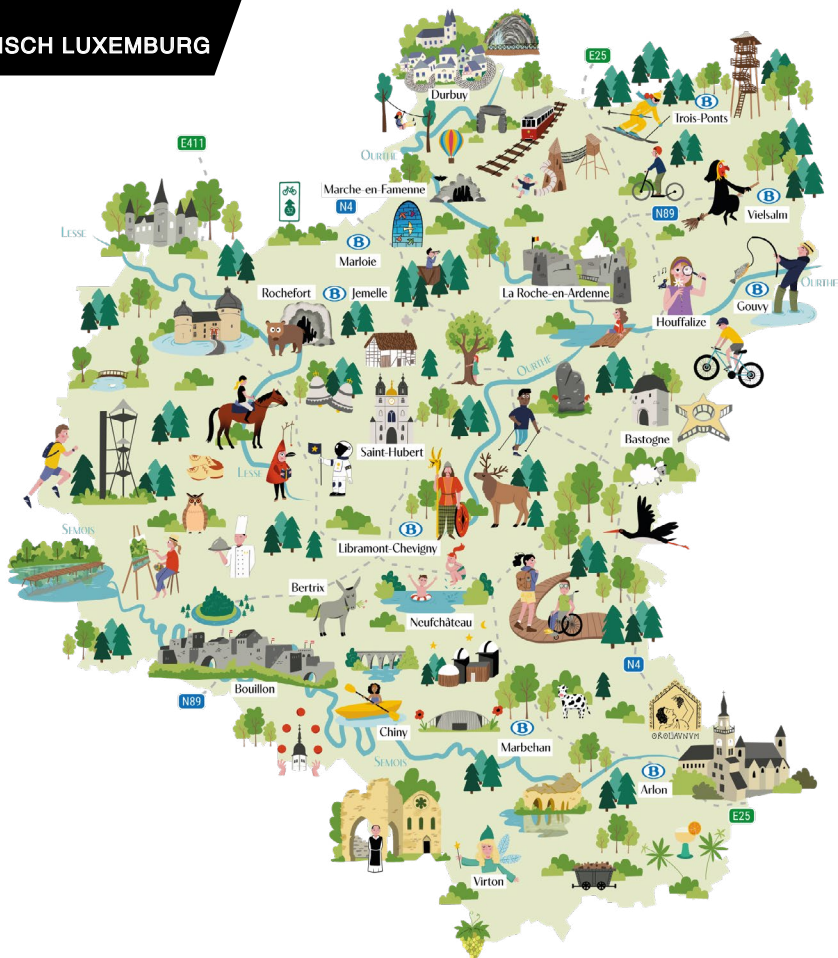 ISCH LUXEMBURG
E25
Durbuy
B
Trois-Ponts
E411
OURTHE
Marche-en-Famenne
N4
32
N89
B
Vielsalm
LESSE
B
Marloie
Rochefort
B Jemelle
La Roche-en-Ardenne
B
Gouvy
OURTHE
Houffalize
OURTHE
Bastogne
Saint-Hubert
LESSE
B
Libramont-Chevigny
SEMOIS
Bertrix
Neufchâteau
N4
Bouillon
N89
Chiny
B
Marbehan
OROLAVNVM
SEMOIS
B
Arlon
E25
Virton